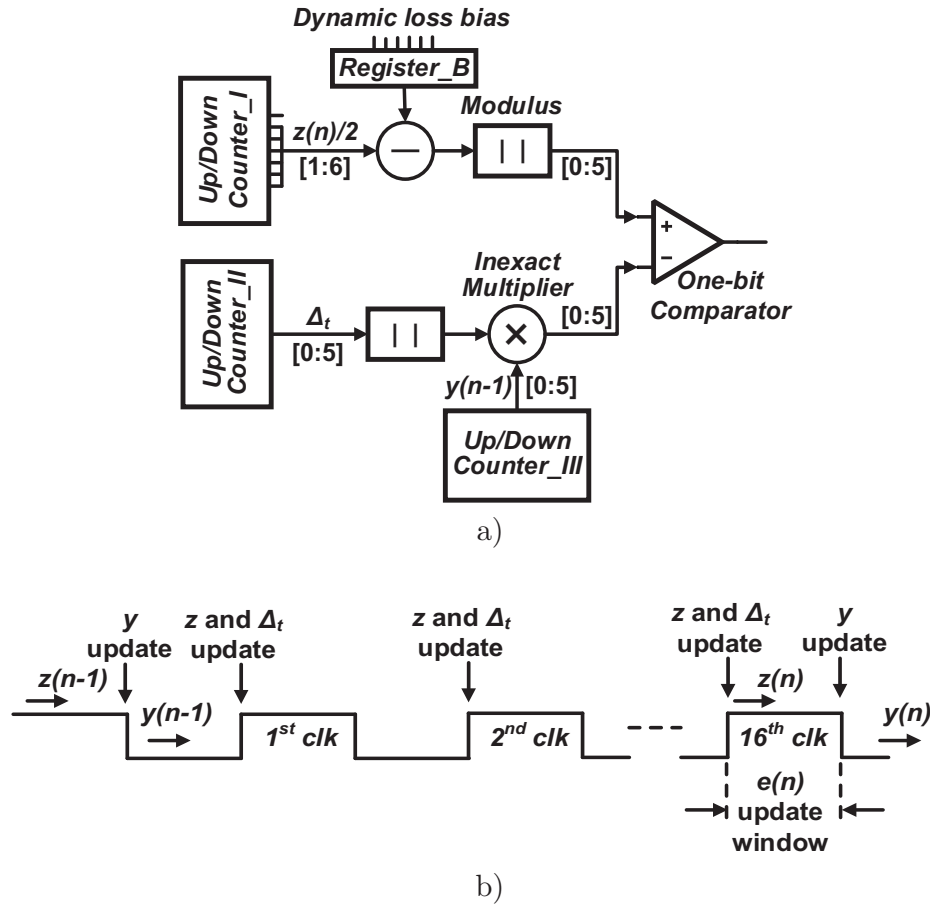 Dynamic loss bias
Register_B
Up/Down
Counter_I
z(n)/2
[1:6]
—
Modulus
| |
[0:5]
+
−
One-bit
Comparator
Up/Down
Counter_II
Δt
[0:5]
| |
Inexact
Multiplier
×
[0:5]
y(n-1)
[0:5]
Up/Down
Counter_III
a)
y
update
z and Δt
update
z and Δt
update
z and Δt
update
y
update
z(n-1)
y(n-1)
z(n)
y(n)
1st clk
2nd clk
16th clk
e(n)
update
window
b)